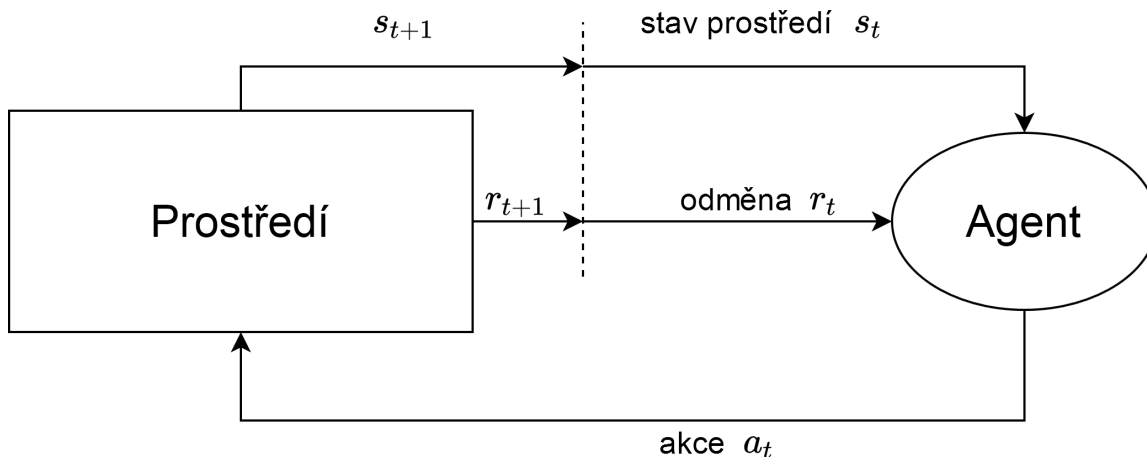 s_{t+1}
stav prostředí s_t
Prostředí
r_{t+1}
odměna r_t
Agent
akce a_t